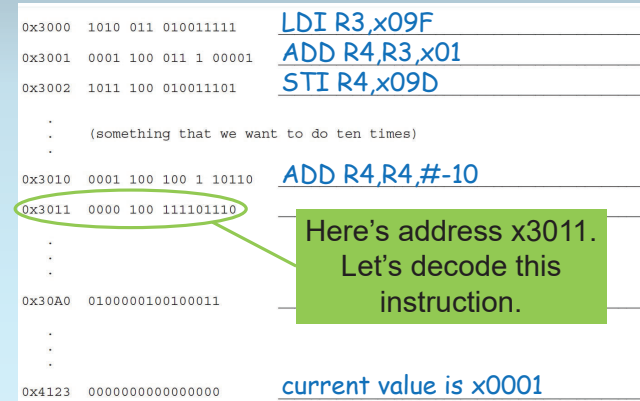 0x3000 1010 011 010011111 LDI R3,x09F
0x3001 0001 100 011 1 00001 ADD R4,R3,x01
0x3002 1011 100 010011101 STI R4,x09D
.
. (something that we want to do ten times)
.
0x3010 0001 100 100 1 10110 ADD R4,R4,#-10
0x3011 0000 100 111101110
Here's address x3011.
Let's decode this
instruction.
.
.
.
0x30A0 0100000100100011
.
.
.
0x4123 0000000000000000 current value is x0001